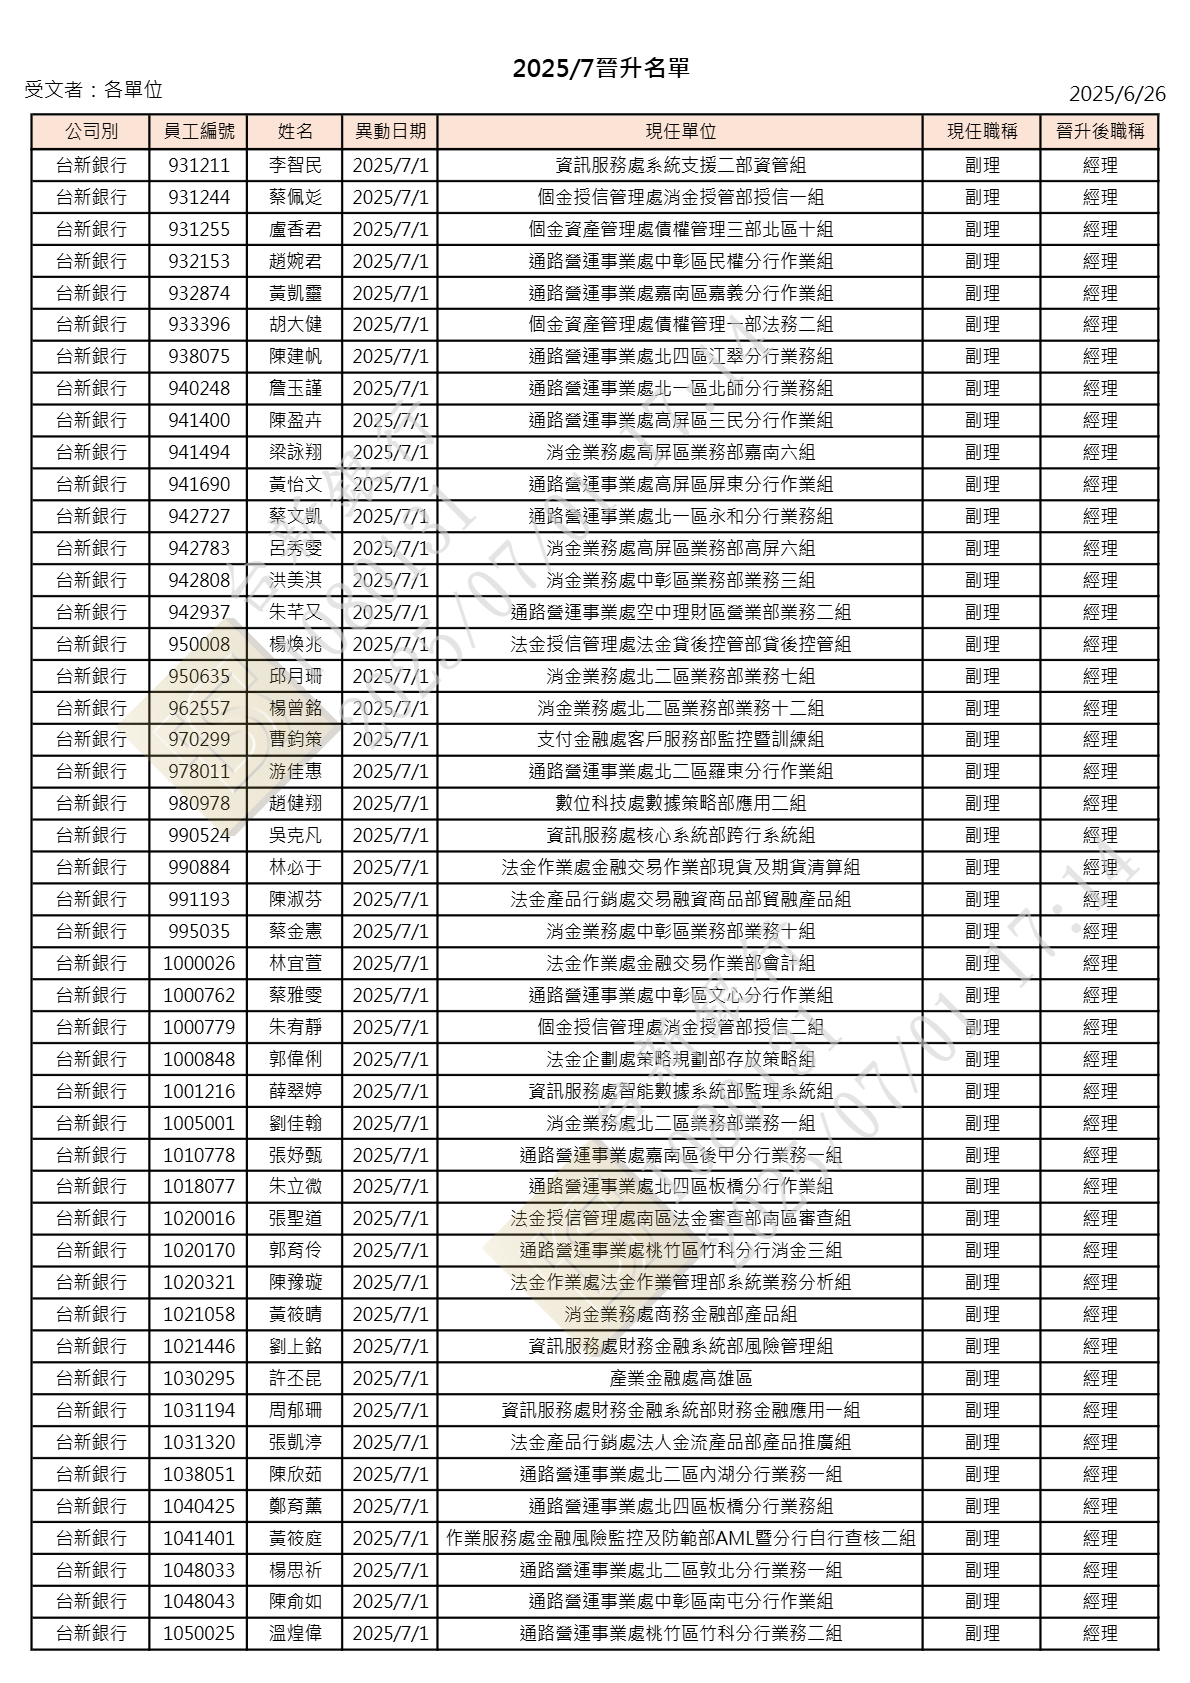 2025/7晉升名單
受文者：各單位
2025/6/26
公司別 員工編號 姓名 異動日期 現任單位 現任職稱 晉升後職稱
台新銀行 931211 李智民 2025/7/1 資訊服務處系統支援二部資管組 副理 經理
台新銀行 931244 蔡佩彣 2025/7/1 個金授信管理處消金授管部授信一組 副理 經理
台新銀行 931255 盧香君 2025/7/1 個金資產管理處債權管理三部北區十組 副理 經理
台新銀行 932153 趙婉君 2025/7/1 通路營運事業處中彰區民權分行作業組 副理 經理
台新銀行 932874 黃凱靈 2025/7/1 通路營運事業處嘉南區嘉義分行作業組 副理 經理
台新銀行 933396 胡大健 2025/7/1 個金資產管理處債權管理一部法務二組 副理 經理
台新銀行 938075 陳建帆 2025/7/1 通路營運事業處北四區江翠分行業務組 副理 經理
台新銀行 940248 詹玉謹 2025/7/1 通路營運事業處北一區北師分行業務組 副理 經理
台新銀行 941400 陳盈卉 2025/7/1 通路營運事業處高屏區三民分行作業組 副理 經理
台新銀行 941494 梁詠翔 2025/7/1 消金業務處高屏區業務部嘉南六組 副理 經理
台新銀行 941690 黃怡文 2025/7/1 通路營運事業處高屏區屏東分行作業組 副理 經理
台新銀行 942727 蔡文凱 2025/7/1 通路營運事業處北一區永和分行業務組 副理 經理
台新銀行 942783 呂秀雯 2025/7/1 消金業務處高屏區業務部高屏六組 副理 經理
台新銀行 942808 洪美淇 2025/7/1 消金業務處中彰區業務部業務三組 副理 經理
台新銀行 942937 朱芊又 2025/7/1 通路營運事業處空中理財區營業部業務二組 副理 經理
台新銀行 950008 楊煥兆 2025/7/1 法金授信管理處法金貸後控管部貸後控管組 副理 經理
台新銀行 950635 邱月珊 2025/7/1 消金業務處北二區業務部業務七組 副理 經理
台新銀行 962557 楊曾銘 2025/7/1 消金業務處北二區業務部業務十二組 副理 經理
台新銀行 970299 曹鈞策 2025/7/1 支付金融處客戶服務部監控暨訓練組 副理 經理
台新銀行 978011 游佳惠 2025/7/1 通路營運事業處北二區羅東分行作業組 副理 經理
台新銀行 980978 趙健翔 2025/7/1 數位科技處數據策略部應用二組 副理 經理
台新銀行 990524 吳克凡 2025/7/1 資訊服務處核心系統部跨行系統組 副理 經理
台新銀行 990884 林必于 2025/7/1 法金作業處金融交易作業部現貨及期貨清算組 副理 經理
台新銀行 991193 陳淑芬 2025/7/1 法金產品行銷處交易融資商品部貿融產品組 副理 經理
台新銀行 995035 蔡金憲 2025/7/1 消金業務處中彰區業務部業務十組 副理 經理
台新銀行 1000026 林宜萱 2025/7/1 法金作業處金融交易作業部會計組 副理 經理
台新銀行 1000762 蔡雅雯 2025/7/1 通路營運事業處中彰區文心分行作業組 副理 經理
台新銀行 1000779 朱宥靜 2025/7/1 個金授信管理處消金授管部授信二組 副理 經理
台新銀行 1000848 郭偉俐 2025/7/1 法金企劃處策略規劃部存放策略組 副理 經理
台新銀行 1001216 薛翠婷 2025/7/1 資訊服務處智能數據系統部監理系統組 副理 經理
台新銀行 1005001 劉佳翰 2025/7/1 消金業務處北二區業務部業務一組 副理 經理
台新銀行 1010778 張妤甄 2025/7/1 通路營運事業處嘉南區後甲分行業務一組 副理 經理
台新銀行 1018077 朱立微 2025/7/1 通路營運事業處北四區板橋分行作業組 副理 經理
台新銀行 1020016 張聖道 2025/7/1 法金授信管理處南區法金審查部南區審查組 副理 經理
台新銀行 1020170 郭育伶 2025/7/1 通路營運事業處桃竹區竹科分行消金三組 副理 經理
台新銀行 1020321 陳豫璇 2025/7/1 法金作業處法金作業管理部系統業務分析組 副理 經理
台新銀行 1021058 黃筱晴 2025/7/1 消金業務處商務金融部產品組 副理 經理
台新銀行 1021446 劉上銘 2025/7/1 資訊服務處財務金融系統部風險管理組 副理 經理
台新銀行 1030295 許丕昆 2025/7/1 產業金融處高雄區 副理 經理
台新銀行 1031194 周郁珊 2025/7/1 資訊服務處財務金融系統部財務金融應用一組 副理 經理
台新銀行 1031320 張凱渟 2025/7/1 法金產品行銷處法人金流產品部產品推廣組 副理 經理
台新銀行 1038051 陳欣茹 2025/7/1 通路營運事業處北二區內湖分行業務一組 副理 經理
台新銀行 1040425 鄭育薰 2025/7/1 通路營運事業處北四區板橋分行業務組 副理 經理
台新銀行 1041401 黃筱庭 2025/7/1 作業服務處金融風險監控及防範部AML暨分行自行查核二組 副理 經理
台新銀行 1048033 楊思祈 2025/7/1 通路營運事業處北二區敦北分行業務一組 副理 經理
台新銀行 1048043 陳俞如 2025/7/1 通路營運事業處中彰區南屯分行作業組 副理 經理
台新銀行 1050025 溫煌偉 2025/7/1 通路營運事業處桃竹區竹科分行業務二組 副理 經理
台新銀行
1080131
2025/07/01 17:14
台新銀行
1080131
2025/07/01 17:14